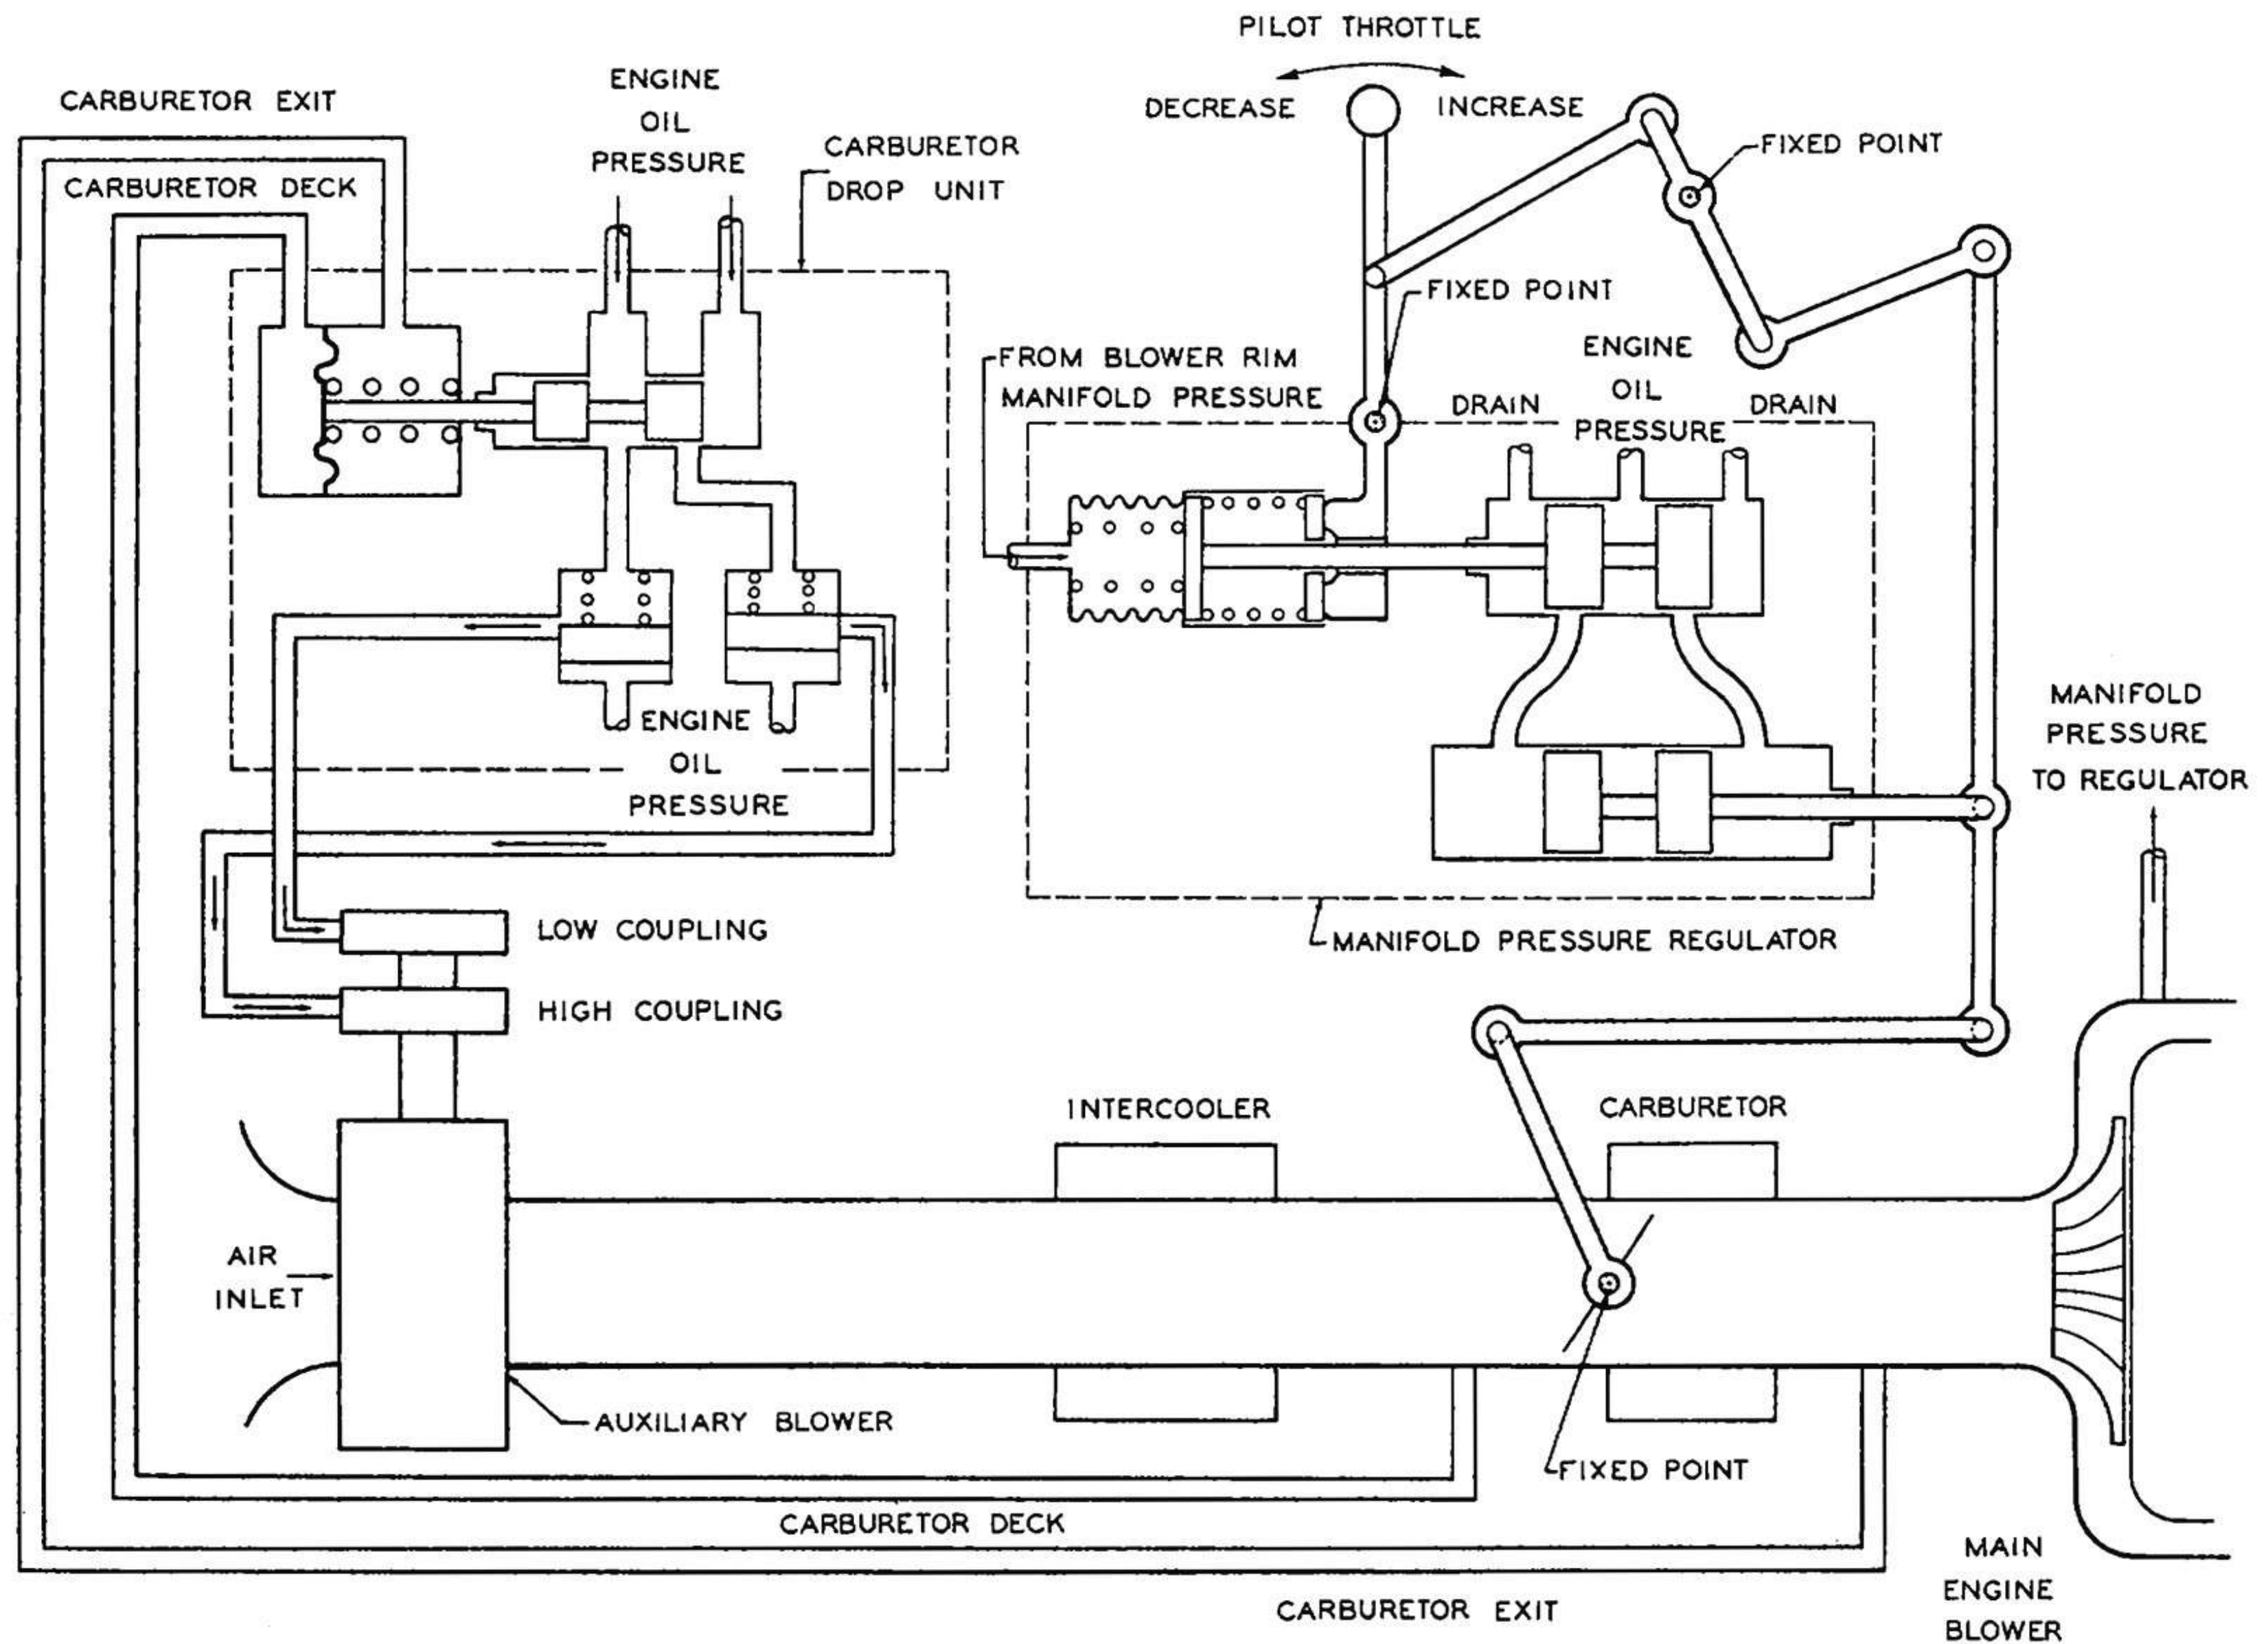 PILOT THROTTLE
DECREASE
INCREASE
FIXED POINT
CARBURETOR EXIT
CARBURETOR DECK
ENGINE
OIL
PRESSURE
CARBURETOR
DROP UNIT
FIXED POINT
FROM BLOWER RIM
MANIFOLD PRESSURE
DRAIN
ENGINE
OIL
PRESSURE
DRAIN
ENGINE
OIL
PRESSURE
MANIFOLD
PRESSURE
TO REGULATOR
MANIFOLD PRESSURE REGULATOR
LOW COUPLING
HIGH COUPLING
INTERCOOLER
CARBURETOR
AIR
INLET
AUXILIARY BLOWER
FIXED POINT
CARBURETOR DECK
CARBURETOR EXIT
MAIN
ENGINE
BLOWER